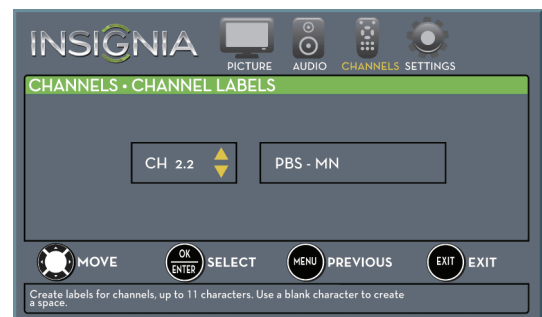 INSIGNIA
PICTURE AUDIO CHANNELS SETTINGS
CHANNELS • CHANNEL LABELS
CH 2.2 PBS - MN
MOVE OK ENTER SELECT MENU PREVIOUS EXIT EXIT
Create labels for channels, up to 11 characters. Use a blank character to create
a space.